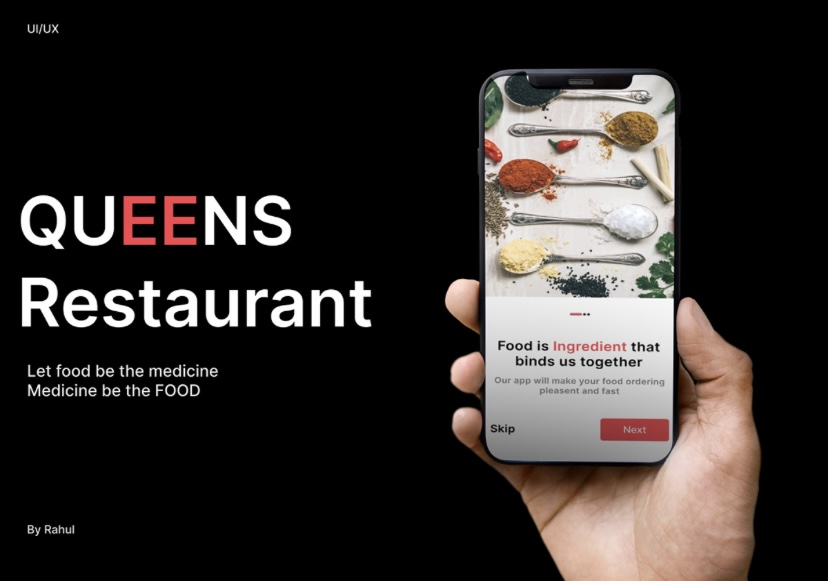 UI/UX
QUEENS
Restaurant
Let food be the medicine
Medicine be the FOOD
By Rahul
Food is Ingredient that
binds us together
Our app will make your food ordering
pleasent and fast
Skip
Next